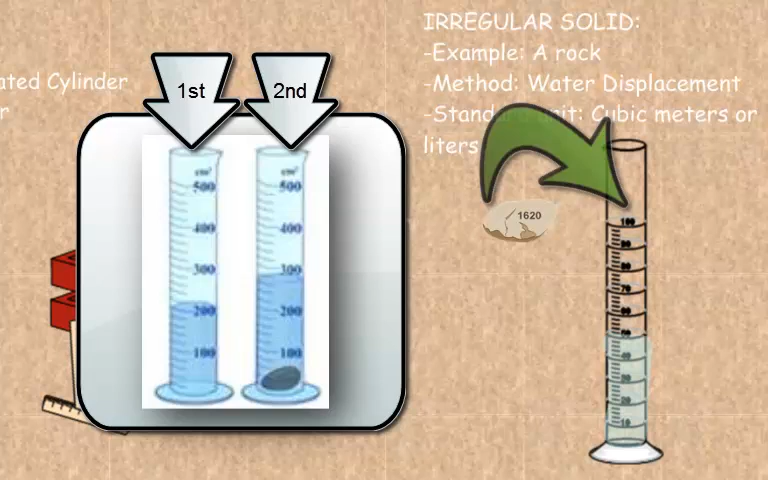 IRREGULAR SOLID:
-Example: A rock
-Method: Water Displacement
-Standard unit: Cubic meters or
liters
ated Cylinder
r
1st
2nd
cm³
500
400
300
200
100
cm³
500
400
300
200
100
1620
100
90
80
70
60
50
40
30
20
10